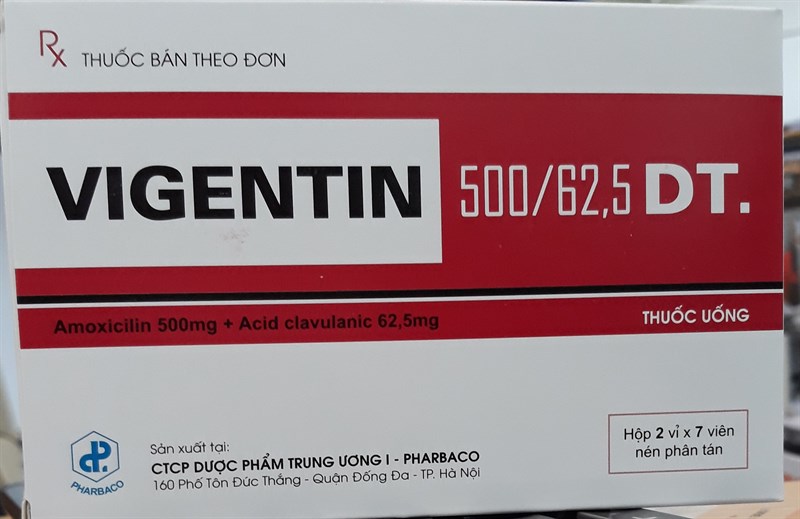 Rx THUỐC BÁN THEO ĐƠN
VIGENTIN 500/62,5 DT.
Amoxicilin 500mg + Acid clavulanic 62,5mg
THUỐC UỐNG
PHARBACO
Sản xuất tại:
CTCP DƯỢC PHẨM TRUNG ƯƠNG I - PHARBACO
160 Phố Tôn Đức Thắng - Quận Đống Đa - TP. Hà Nội
Hộp 2 vỉ x 7 viên
nén phân tán